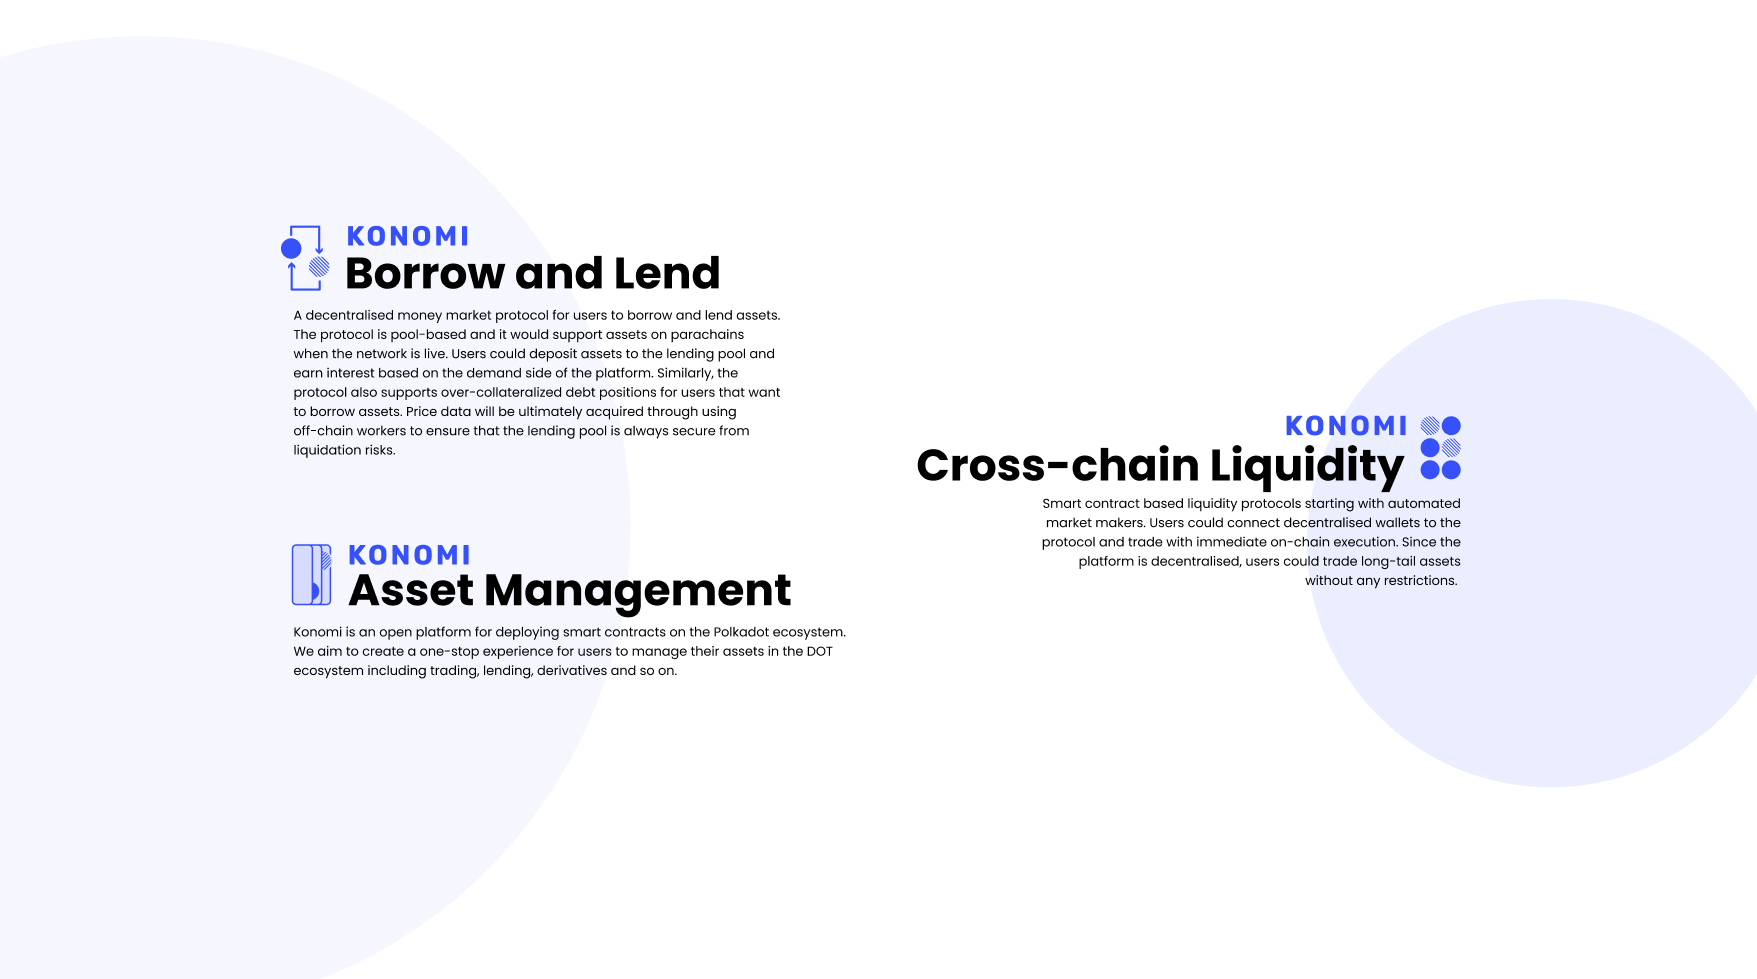 KONOMI
Borrow and Lend
A decentralised money market protocol for users to borrow and lend assets.
The protocol is pool-based and it would support assets on parachains
when the network is live. Users could deposit assets to the lending pool and
earn interest based on the demand side of the platform. Similarly, the
protocol also supports over-collateralized debt positions for users that want
to borrow assets. Price data will be ultimately acquired through using
off-chain workers to ensure that the lending pool is always secure from
liquidation risks.
KONOMI
Asset Management
Konomi is an open platform for deploying smart contracts on the Polkadot ecosystem.
We aim to create a one-stop experience for users to manage their assets in the DOT
ecosystem including trading, lending, derivatives and so on.
KONOMI
Cross-chain Liquidity
Smart contract based liquidity protocols starting with automated
market makers. Users could connect decentralised wallets to the
protocol and trade with immediate on-chain execution. Since the
platform is decentralised, users could trade long-tail assets
without any restrictions.